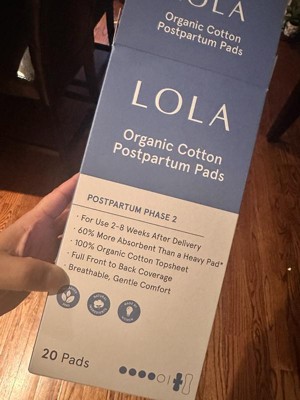 LOLA
Organic Cotton
Postpartum Pads
LOLA
Organic Cotton
Postpartum Pads
POSTPARTUM PHASE 2
· For Use 2-8 Weeks After Delivery
· 60% More Absorbent Than a Heavy Pad*
· 100% Organic Cotton Topsheet
· Full Front to Back Coverage
· Breathable, Gentle Comfort
20 Pads